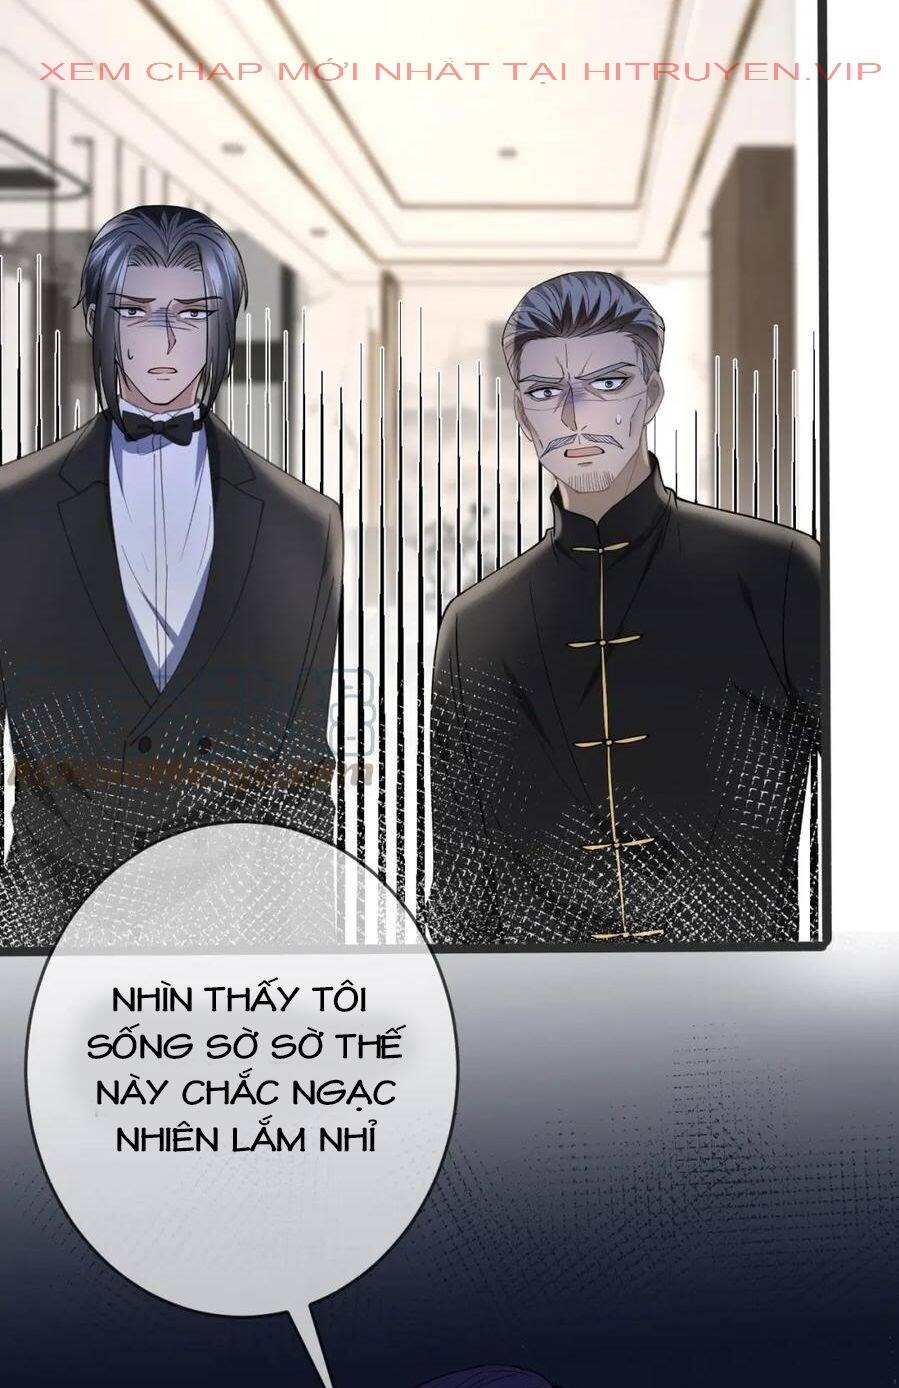 XEM CHAP MỚI NHẤT TẠI HITRUYEN.VIP
NHÌN THẤY TÔI
SỐNG SỜ SỜ THẾ
NÀY CHẮC NGẠC
NHIÊN LẮM NHỈ